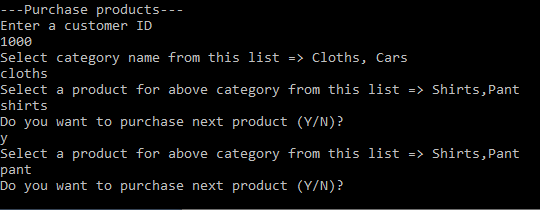 ---Purchase products---
Enter a customer ID
1000
Select category name from this list => Cloths, Cars
cloths
Select a product for above category from this list => Shirts,Pant
shirts
Do you want to purchase next product (Y/N)?
y
Select a product for above category from this list => Shirts,Pant
pant
Do you want to purchase next product (Y/N)?